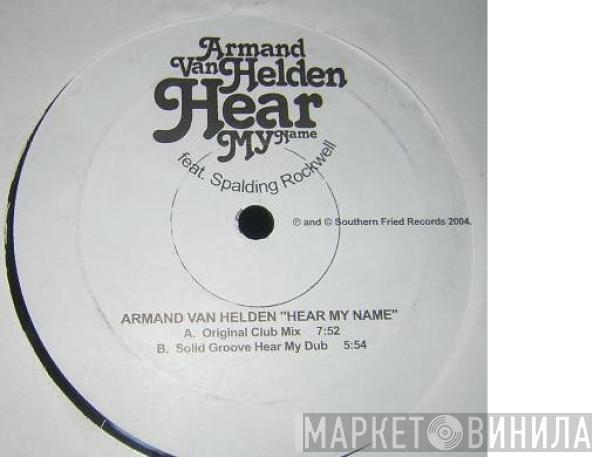 Armand
Van Helden
Hear
My Name
feat. Spalding Rockwell
℗ and © Southern Fried Records 2004.
ARMAND VAN HELDEN "HEAR MY NAME"
A. Original Club Mix 7:52
B. Solid Groove Hear My Dub 5:54
МАРКЕТ ВИНИЛА